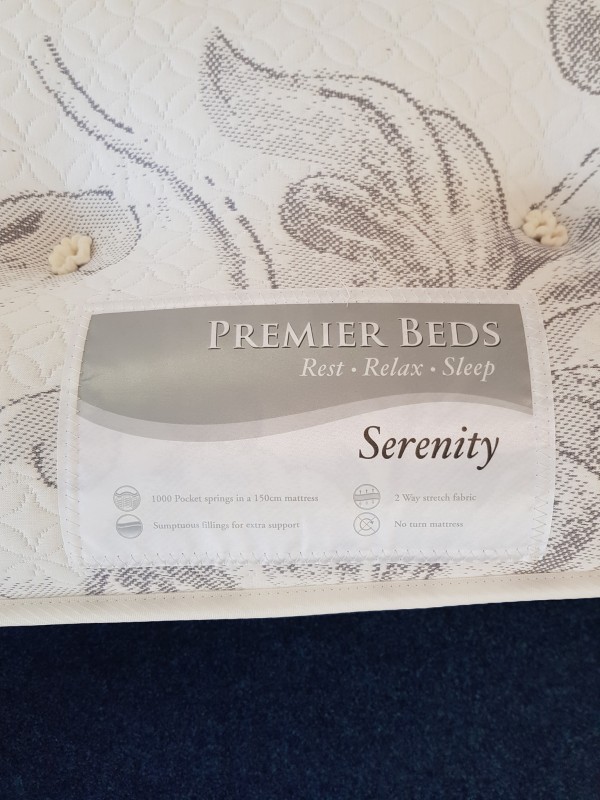 PREMIER BEDS
Rest • Relax • Sleep
Serenity
1000 Pocket springs in a 150cm mattress
2 Way stretch fabric
Sumptuous fillings for extra support
No turn mattress